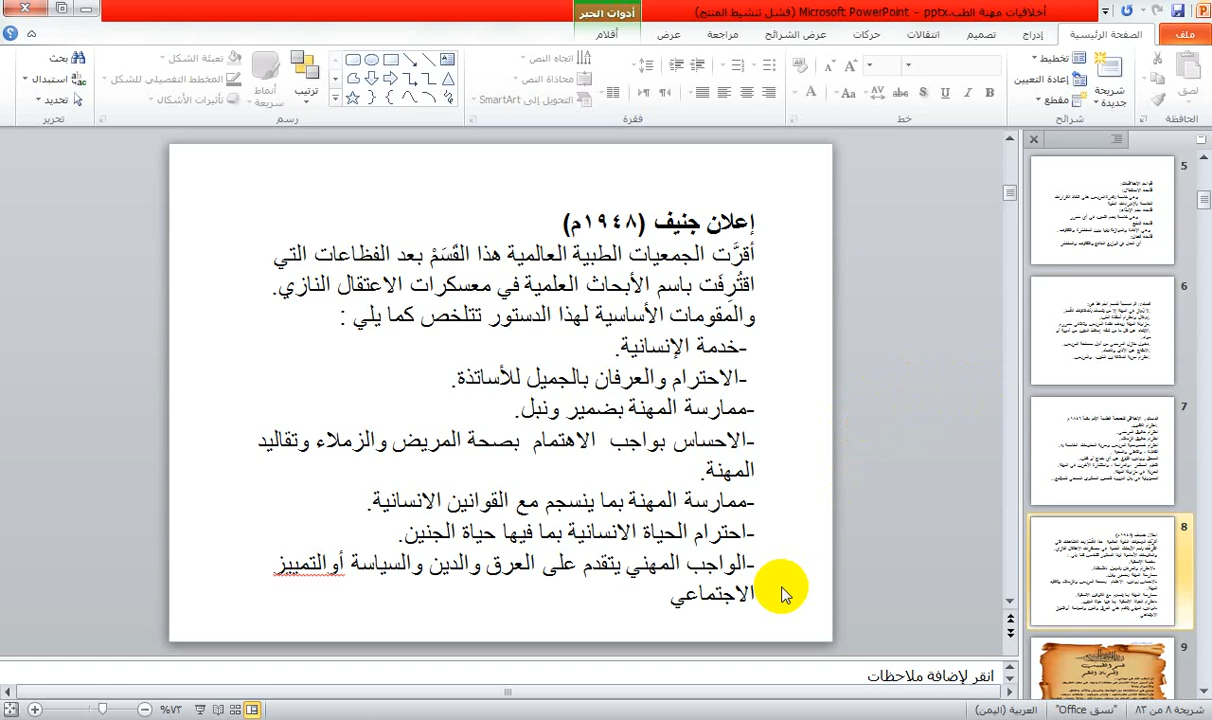 أخلاقيات مهنة الطب.pptx - Microsoft PowerPoint (فشل تنشيط المنتج)
أدوات الحبر
ملف
الصفحة الرئيسية
إدراج
تصميم
انتقالات
حركات
عرض الشرائح
مراجعة
عرض
أقلام
لصق
الحافظة
شريحة جديدة
تخطيط
إعادة التعيين
مقطع
شرائح
خط
اتجاه النص
محاذاة النص
التحويل إلى SmartArt
فقرة
ترتيب
أنماط سريعة
تعبئة الشكل
المخطط التفصيلي للشكل
تأثيرات الأشكال
رسم
بحث
استبدال
تحديد
تحرير
إعلان جنيف (١٩٤٨م)
أقرَّت الجمعيات الطبية العالمية هذا القَسَمْ بعد الفظاعات التي
اقتُرِفَت باسم الأبحاث العلمية في معسكرات الاعتقال النازي.
والمقومات الأساسية لهذا الدستور تتلخص كما يلي :
-خدمة الإنسانية.
-الاحترام والعرفان بالجميل للأساتذة.
-ممارسة المهنة بضمير ونبل.
-الاحساس بواجب الاهتمام بصحة المريض والزملاء وتقاليد
المهنة.
-ممارسة المهنة بما ينسجم مع القوانين الانسانية.
-احترام الحياة الانسانية بما فيها حياة الجنين.
-الواجب المهني يتقدم على العرق والدين والسياسة أوالتمييز
الاجتماعي
5
6
7
8
9
انقر لإضافة ملاحظات
شريحة ٨ من ٨٣
"نسق Office"
العربية (اليمن)
٧٣%